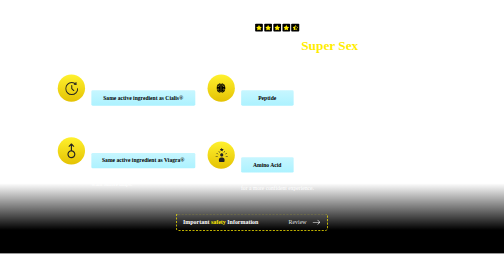 Super Sex
Same active ingredient as Cialis®
Peptide
Same active ingredient as Viagra®
Amino Acid
Important safety Information
Review